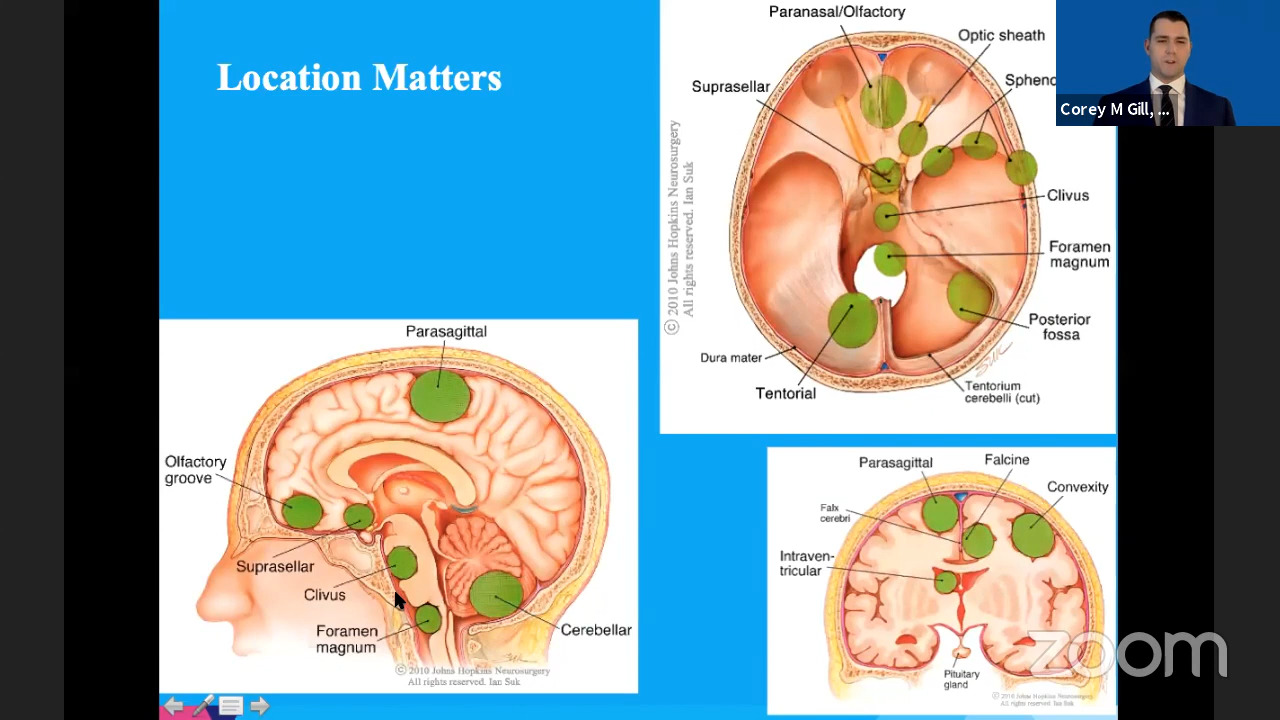 Location Matters
Paranasal/Olfactory
Optic sheath
Suprasellar
Spheno
Clivus
Foramen
magnum
Posterior
fossa
Dura mater
Tentorial
Tentorium
cerebelli (cut)
© 2010 Johns Hopkins Neurosurgery
All rights reserved. Ian Suk
Corey M Gill, ...
Parasagittal
Olfactory
groove
Suprasellar
Clivus
Foramen
magnum
Cerebellar
© 2010 Johns Hopkins Neurosurgery
All rights reserved. Ian Suk
Parasagittal
Falcine
Convexity
Falx
cerebri
Intraven-
tricular
Pituitary
gland
© 2010 Johns Hopkins Neurosurgery
All rights reserved. Ian Suk
zoom